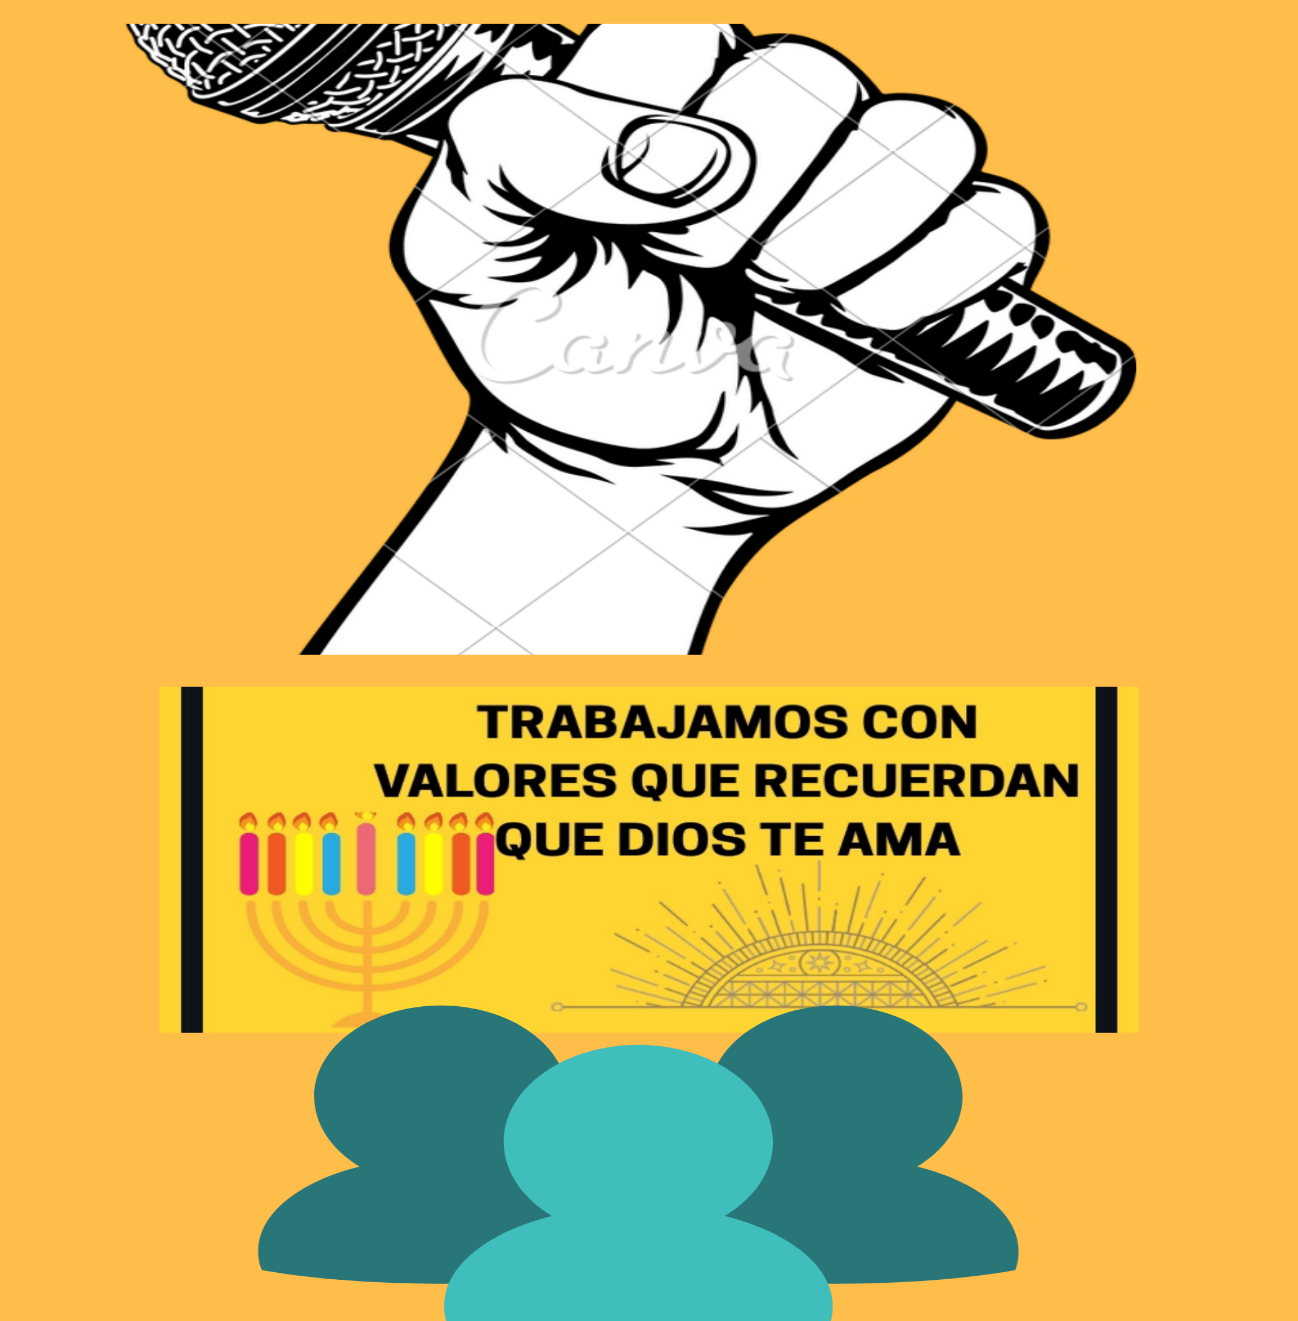 Canva
TRABAJAMOS CON
VALORES QUE RECUERDAN
QUE DIOS TE AMA